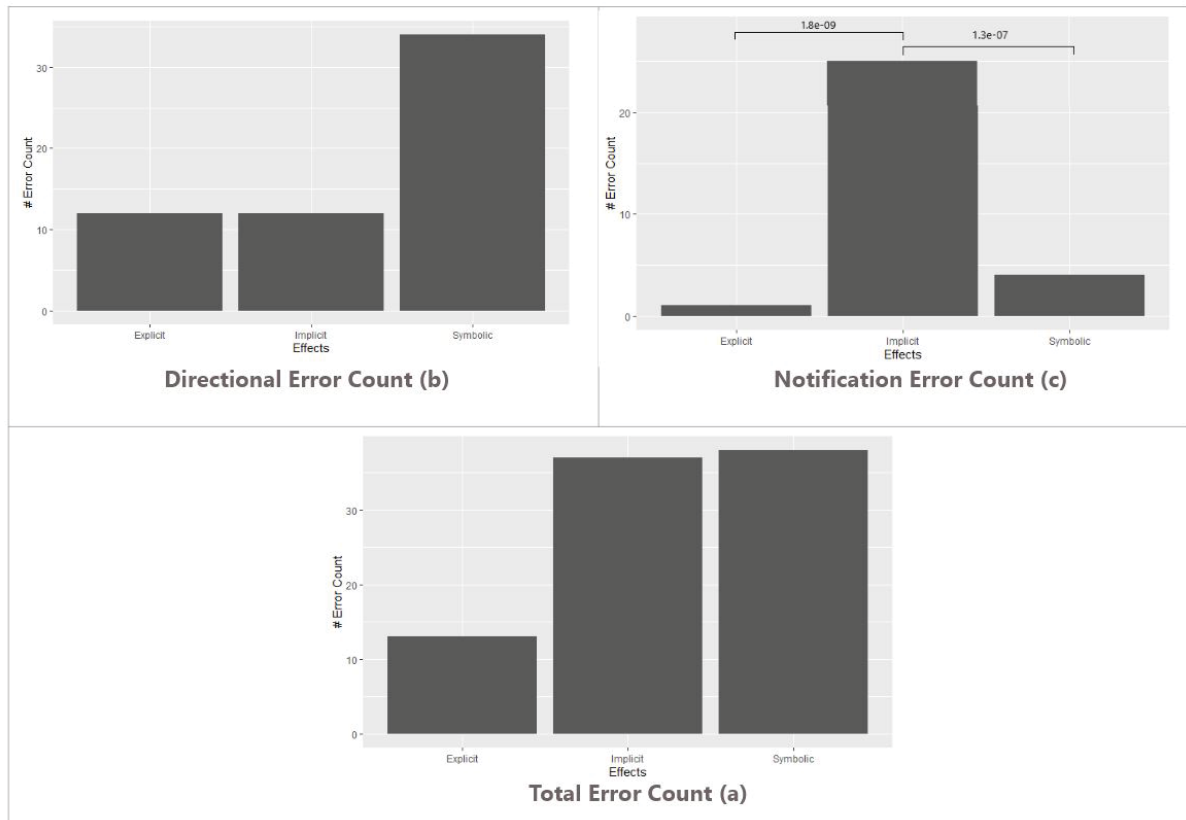 # Error Count
30
20
10
0
Explicit Implicit Symbolic
Effects
Directional Error Count (b)
1.8e-09
1.3e-07
# Error Count
20
10
0
Explicit Implicit Symbolic
Effects
Notification Error Count (c)
# Error Count
30
20
10
0
Explicit Implicit Symbolic
Effects
Total Error Count (a)